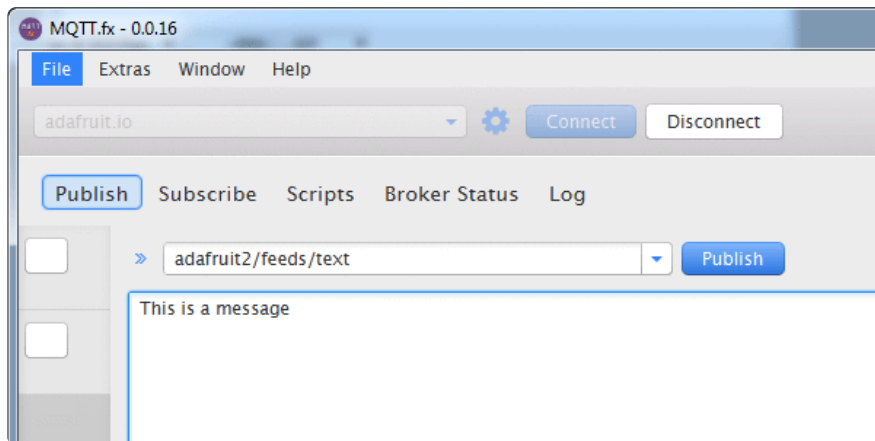 MQTT.fx - 0.0.16
File Extras Window Help
adafruit.io Connect Disconnect
Publish Subscribe Scripts Broker Status Log
» adafruit2/feeds/text Publish
This is a message